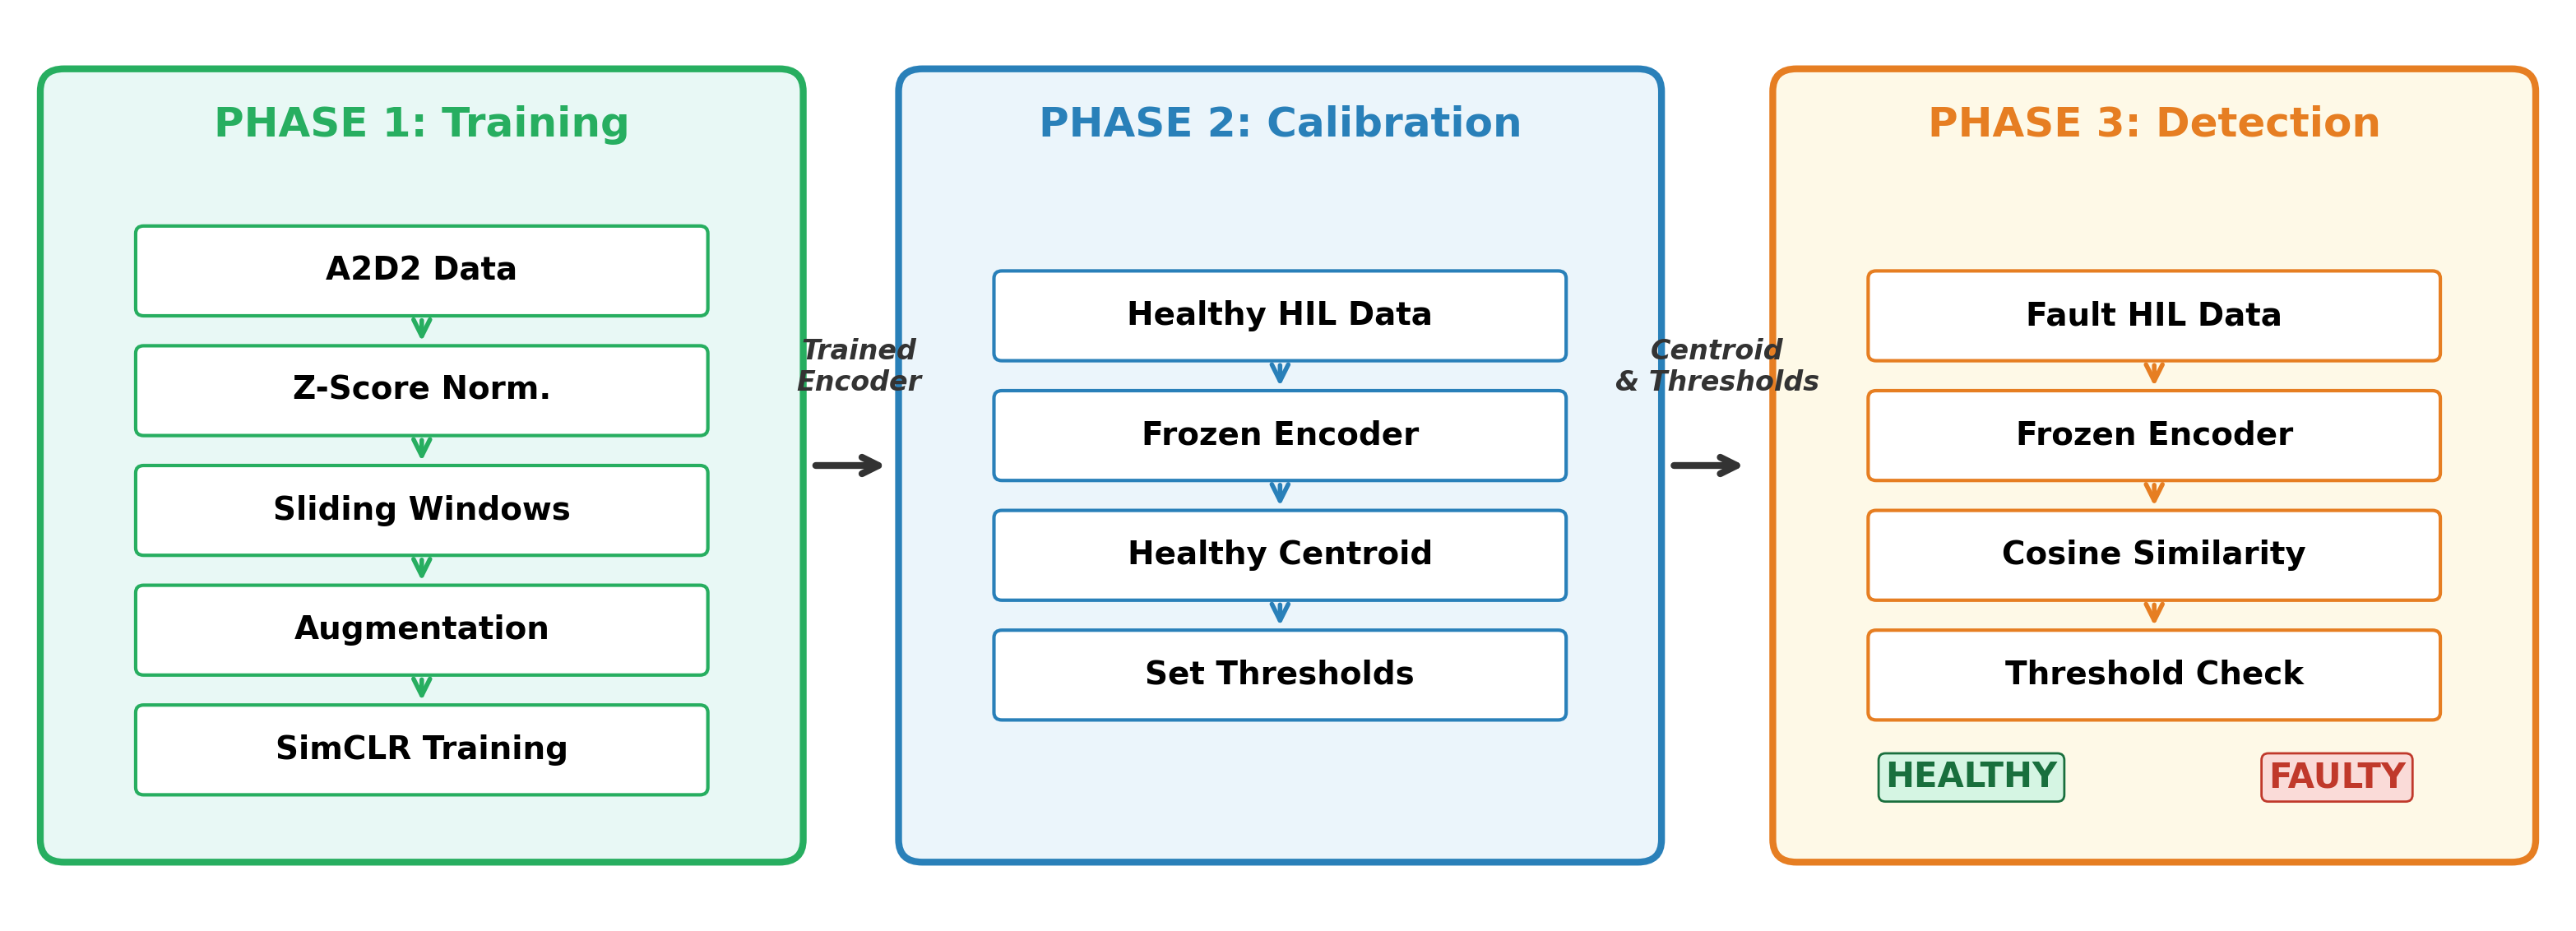 PHASE 1: Training
A2D2 Data
Z-Score Norm.
Sliding Windows
Augmentation
SimCLR Training
Trained
Encoder
PHASE 2: Calibration
Healthy HIL Data
Frozen Encoder
Healthy Centroid
Set Thresholds
Centroid
& Thresholds
PHASE 3: Detection
Fault HIL Data
Frozen Encoder
Cosine Similarity
Threshold Check
HEALTHY
FAULTY